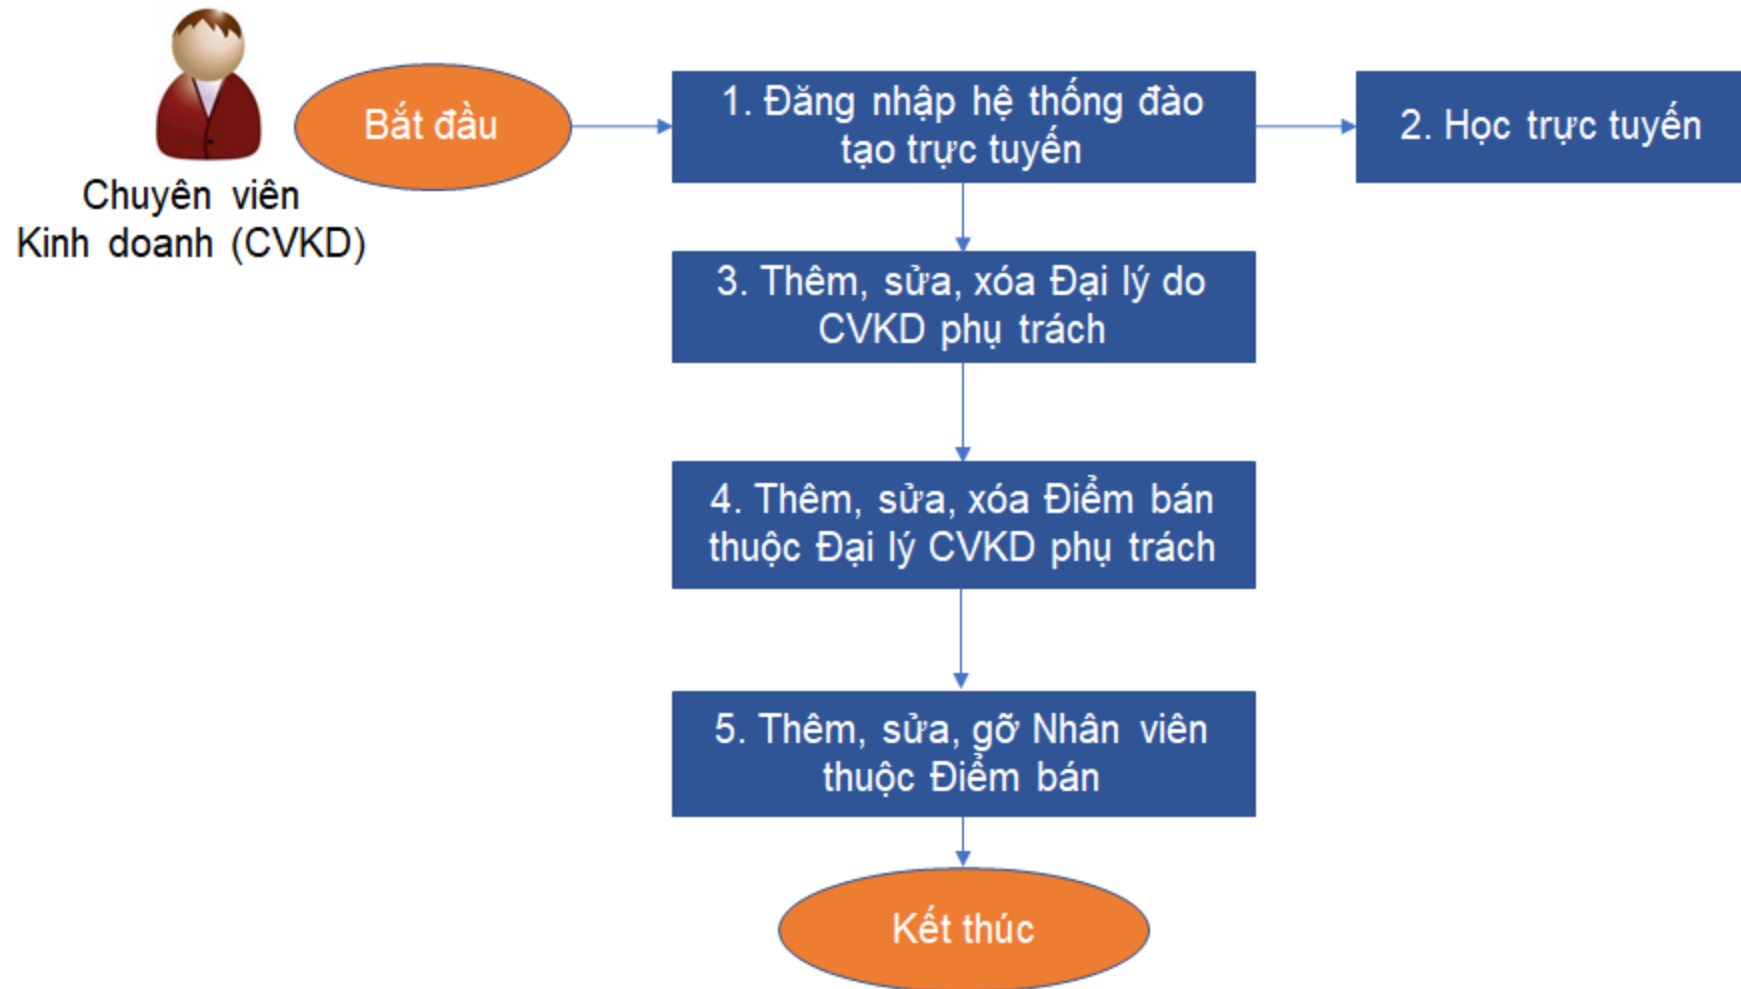 Chuyên viên
Kinh doanh (CVKD)
Bắt đầu
1. Đăng nhập hệ thống đào
tạo trực tuyến
2. Học trực tuyến
3. Thêm, sửa, xóa Đại lý do
CVKD phụ trách
4. Thêm, sửa, xóa Điểm bán
thuộc Đại lý CVKD phụ trách
5. Thêm, sửa, gỡ Nhân viên
thuộc Điểm bán
Kết thúc